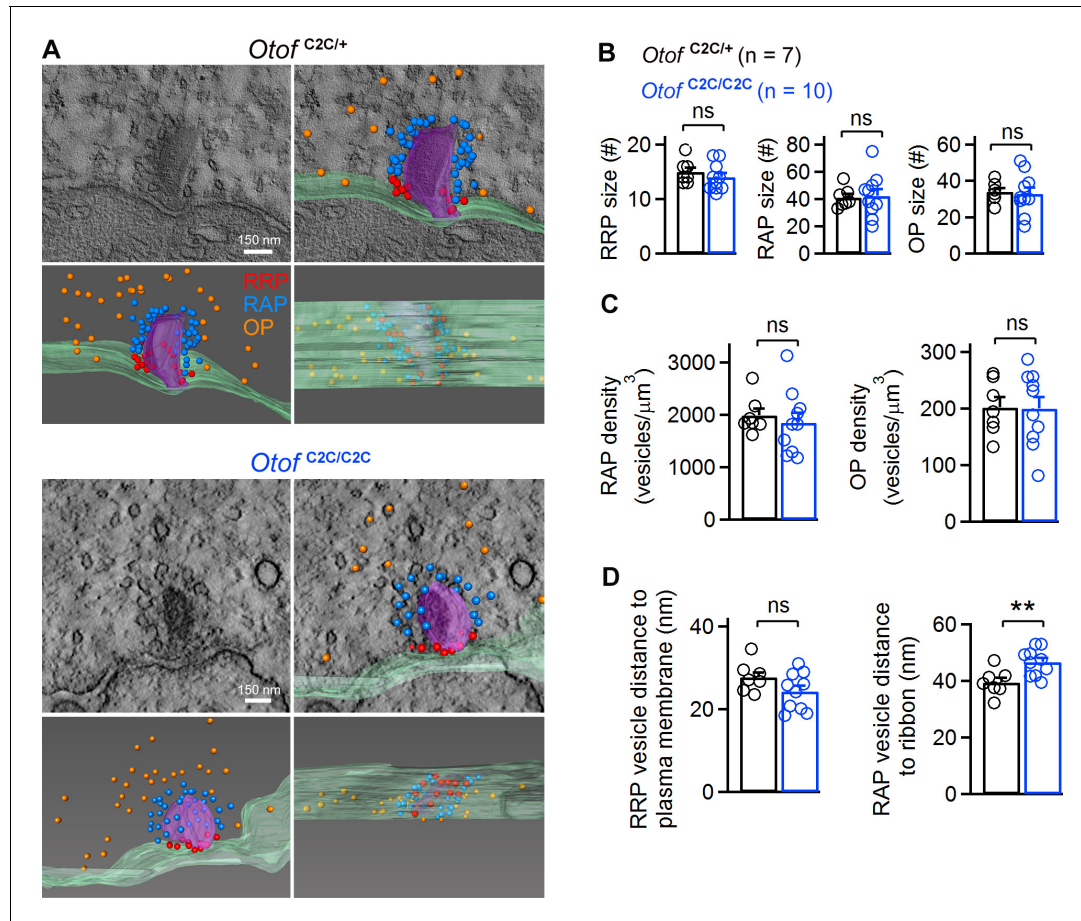 A
Otof C2C/+
150 nm
RRP
RAP
OP
Otof C2C/C2C
150 nm
B
Otof C2C/+ (n = 7)
Otof C2C/C2C (n = 10)
ns
RRP size (#)
20
10
0
ns
RAP size (#)
80
60
40
20
0
ns
OP size (#)
60
40
20
0
C
ns
RAP density
(vesicles/µm3)
3000
2000
1000
0
ns
OP density
(vesicles/µm3)
300
200
100
0
D
ns
RRP vesicle distance to
plasma membrane (nm)
40
20
0
**
RAP vesicle distance
to ribbon (nm)
60
40
20
0